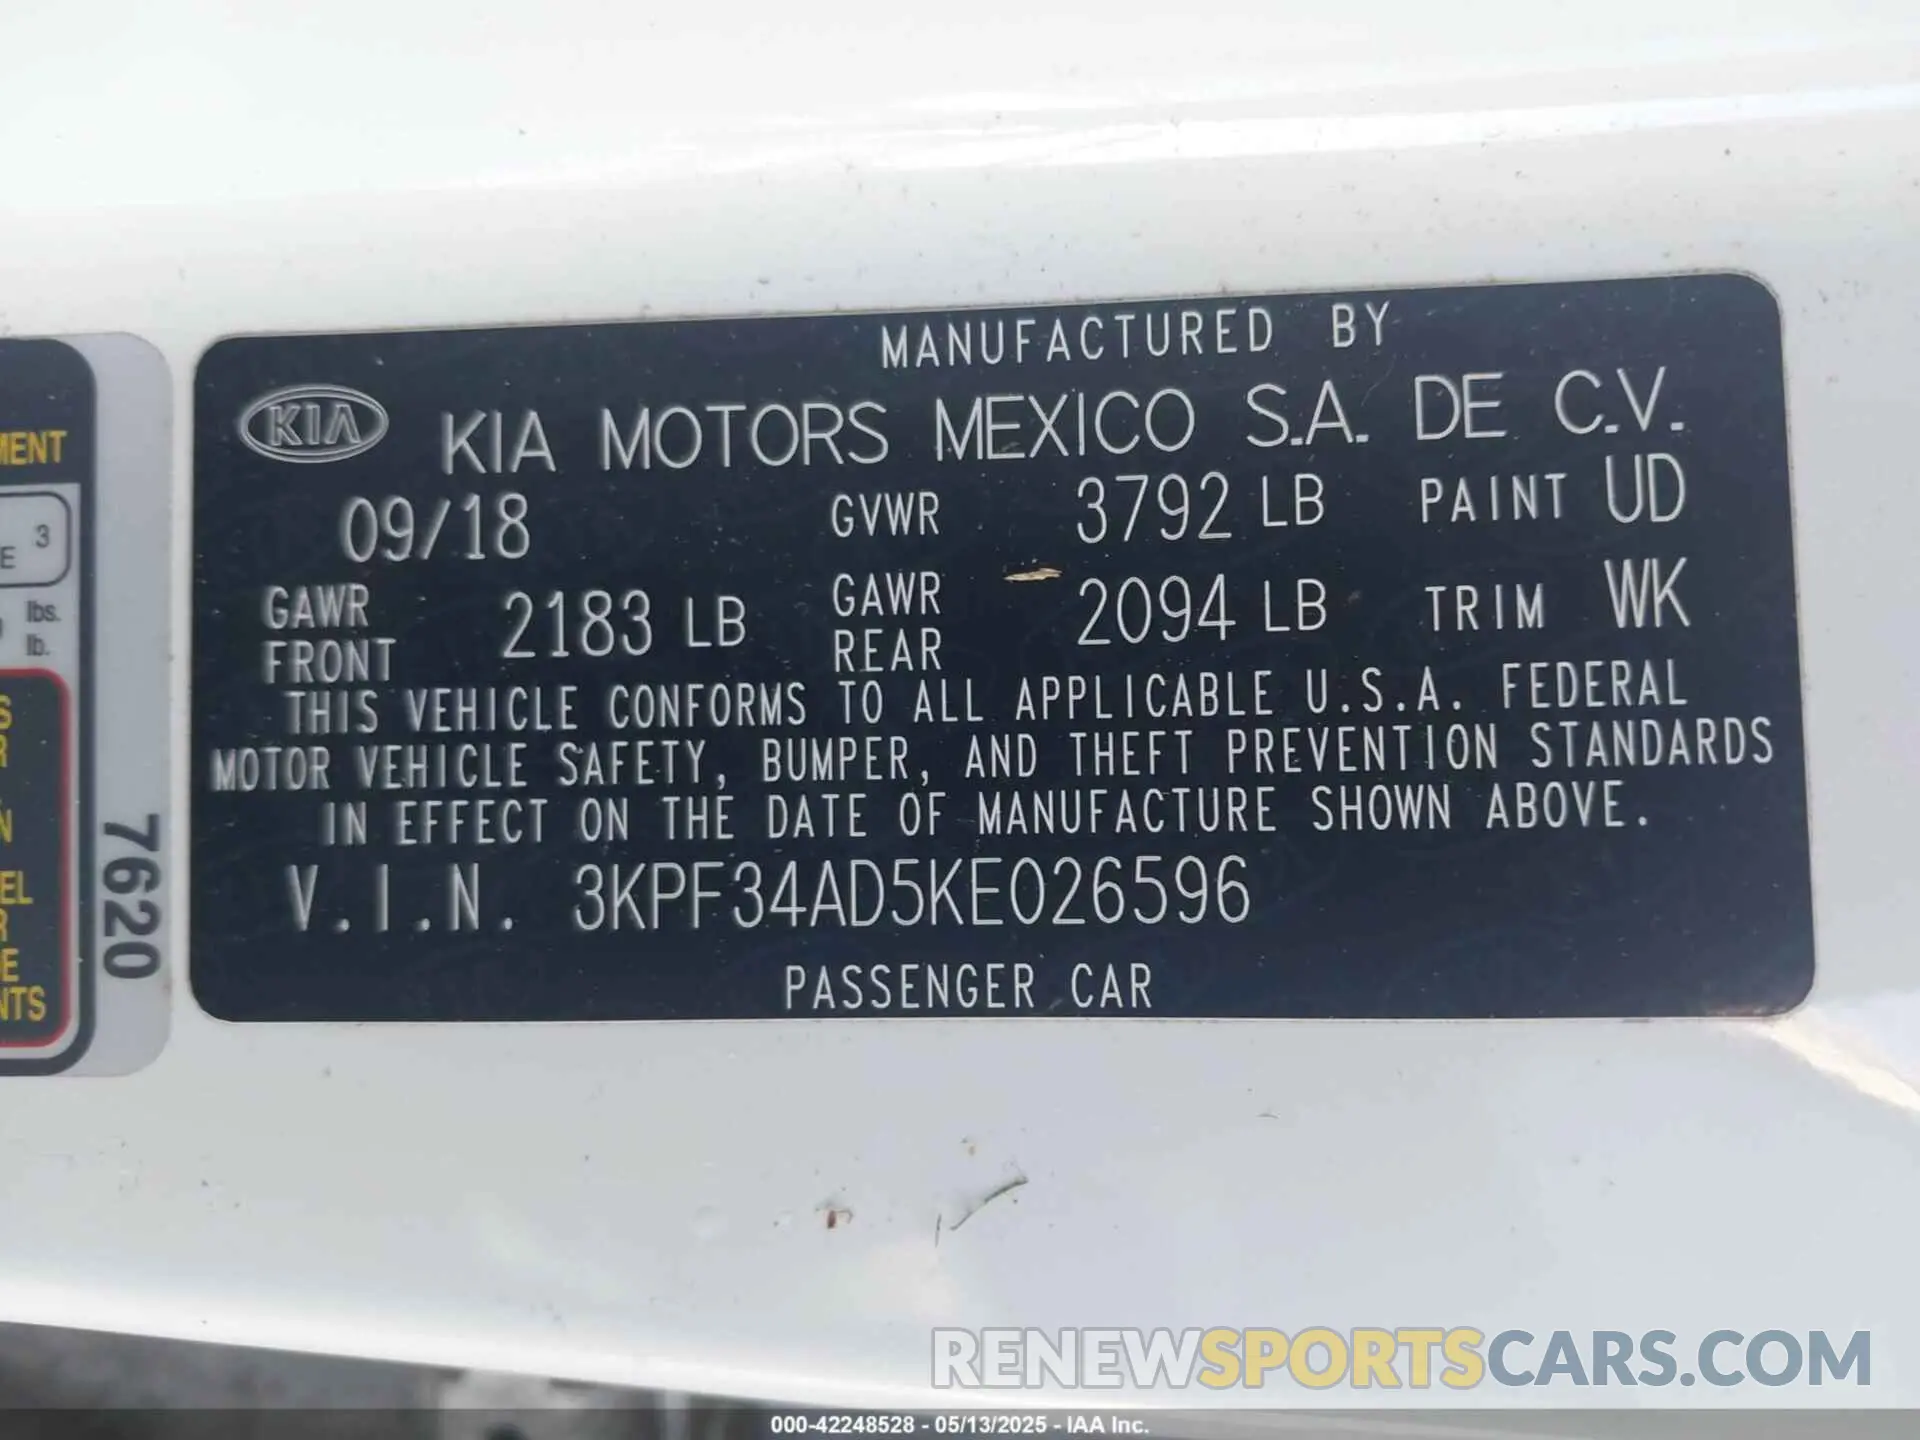 MANUFACTURED BY
KIA KIA MOTORS MEXICO S.A. DE C.V.
09/18 GVWR 3792 LB PAINT UD
GAWR FRONT 2183 LB GAWR REAR 2094 LB TRIM WK
THIS VEHICLE CONFORMS TO ALL APPLICABLE U.S.A. FEDERAL
MOTOR VEHICLE SAFETY, BUMPER, AND THEFT PREVENTION STANDARDS
IN EFFECT ON THE DATE OF MANUFACTURE SHOWN ABOVE.
V.I.N. 3KPF34AD5KE026596
PASSENGER CAR
3
lbs.
lb.
7620
RENEWSPORTSCARS.COM
000-42248528 - 05/13/2025 - IAA Inc.